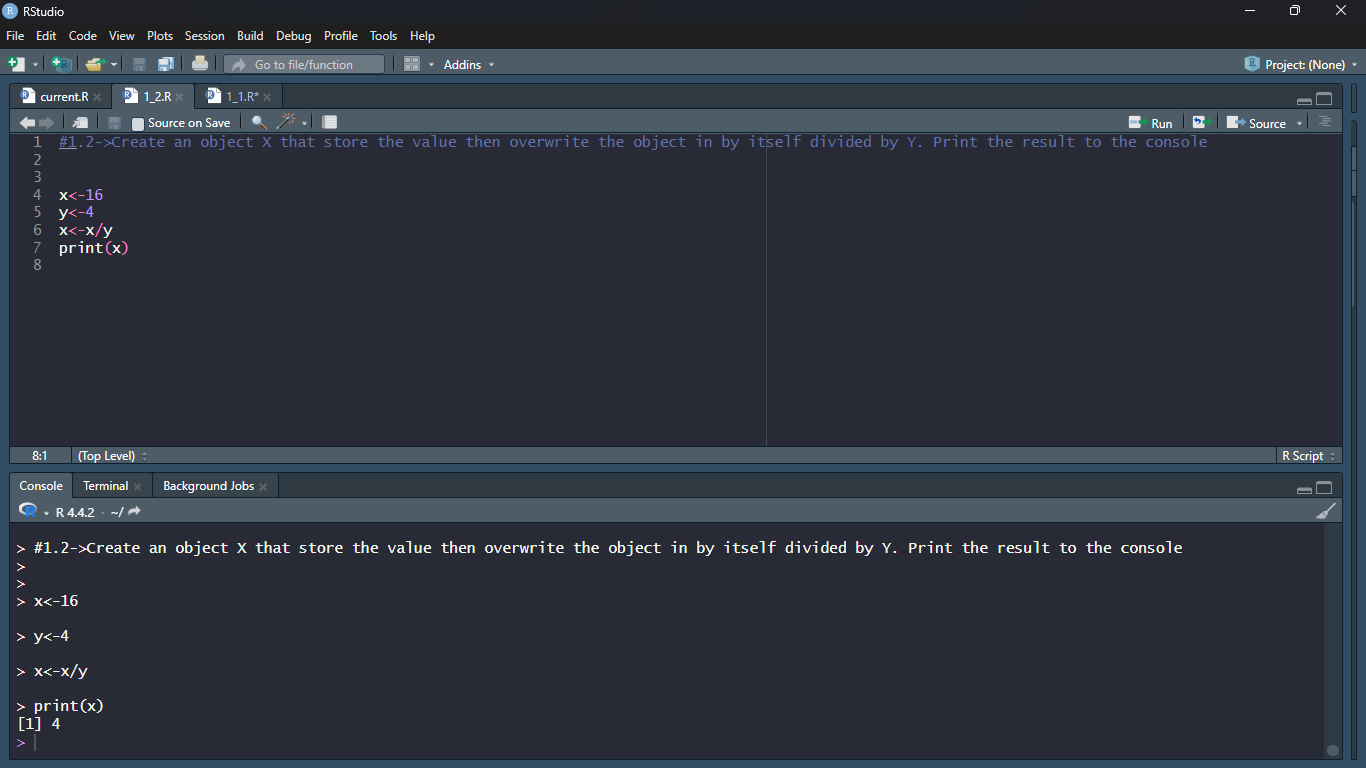 RStudio
File Edit Code View Plots Session Build Debug Profile Tools Help
Go to file/function Addins Project: (None)
current.R 1_2.R 1_1.R*
Source on Save Run Source
1 #1.2->Create an object X that store the value then overwrite the object in by itself divided by Y. Print the result to the console
2
3
4 x<-16
5 y<-4
6 x<-x/y
7 print(x)
8
8:1 (Top Level) R Script
Console Terminal Background Jobs
R 4.4.2 · ~/
> #1.2->Create an object X that store the value then overwrite the object in by itself divided by Y. Print the result to the console
>
>
> x<-16
> y<-4
> x<-x/y
> print(x)
[1] 4
>